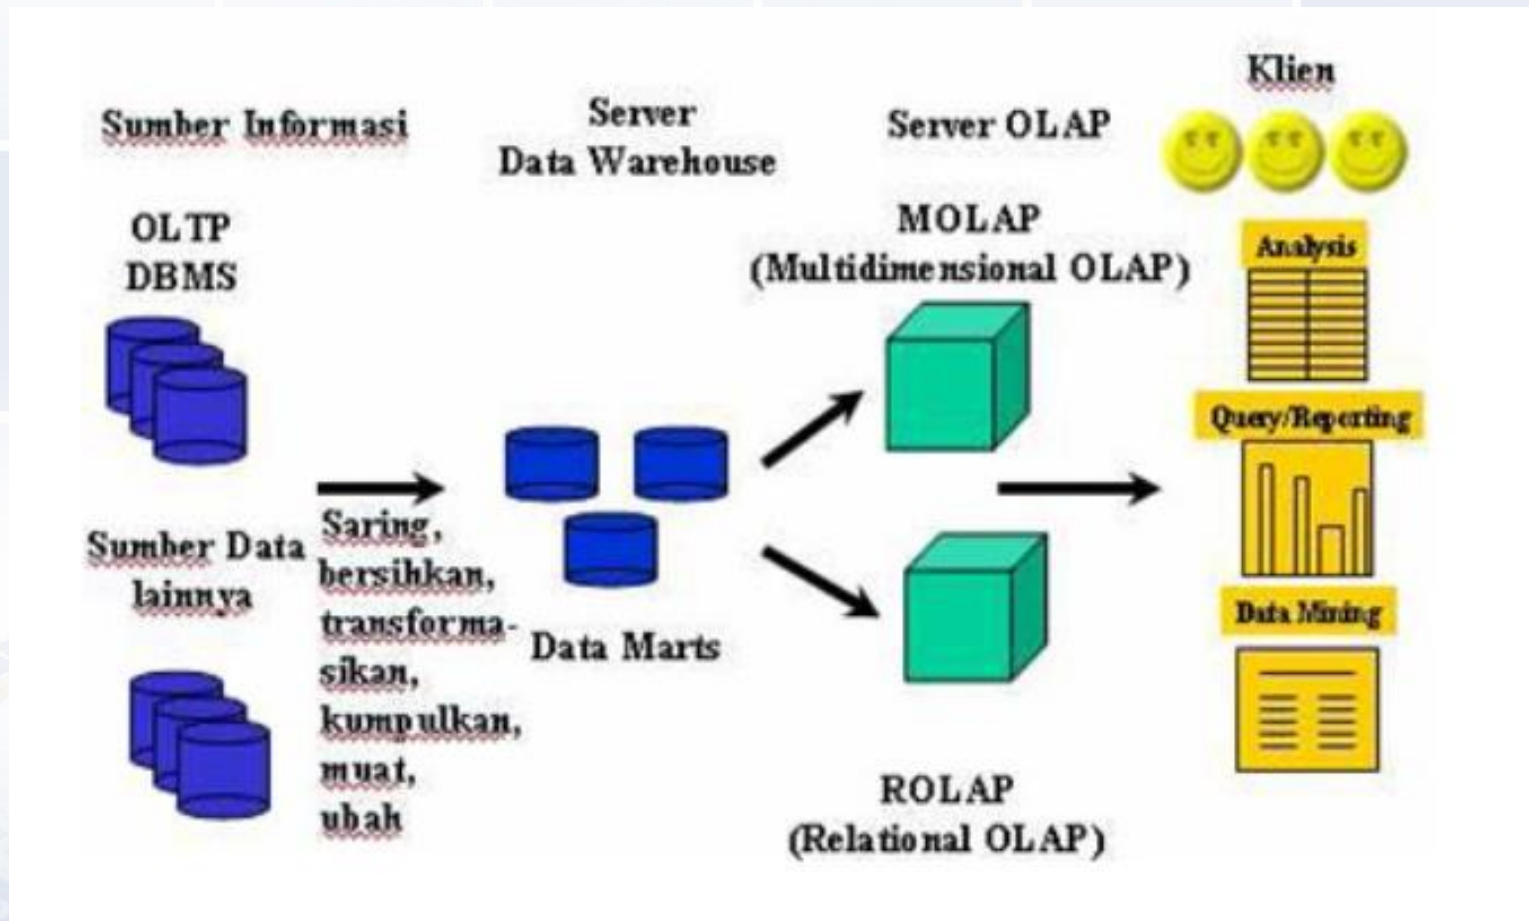 Sumber Informasi
OLTP
DBMS
Sumber Data
lainnya
Saring,
bersihkan,
transforma-
sikan,
kumpulkan,
muat,
ubah
Server
Data Warehouse
Data Marts
Server OLAP
MOLAP
(Multidimensional OLAP)
ROLAP
(Relational OLAP)
Klien
Analysis
Query/Reporting
Data Mining